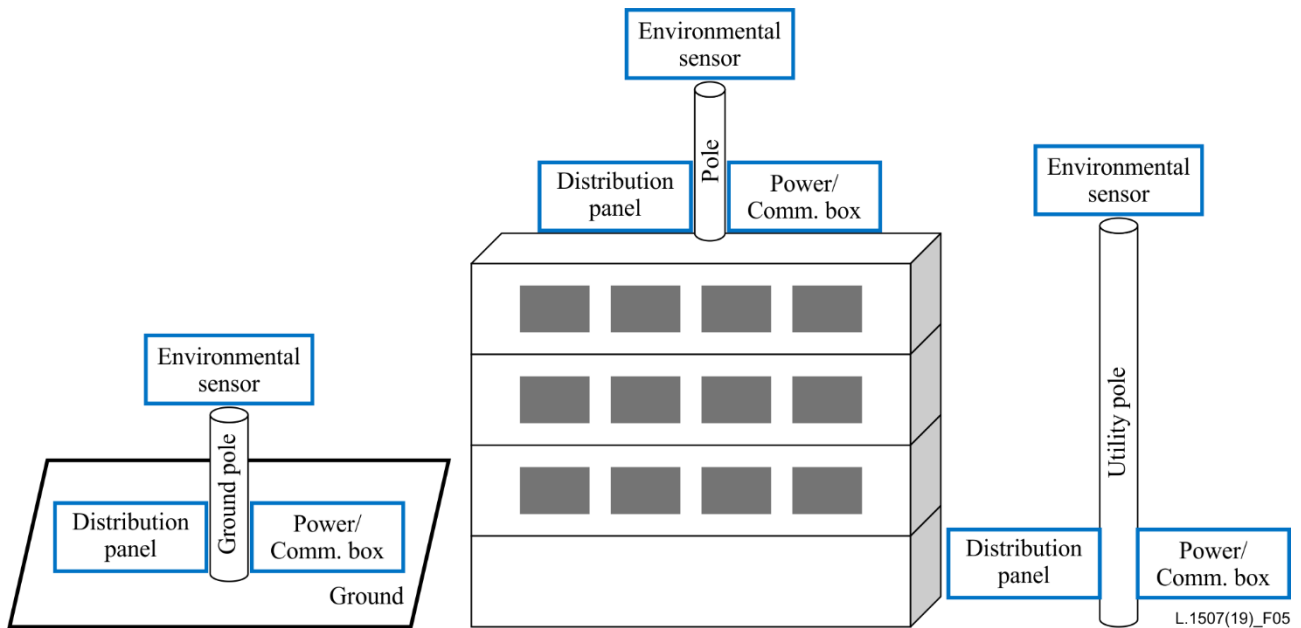 Environmental
sensor
Pole
Distribution
panel
Power/
Comm. box
Environmental
sensor
Utility pole
Environmental
sensor
Ground pole
Distribution
panel
Power/
Comm. box
Ground
Distribution
panel
Power/
Comm. box
L.1507(19)_F05